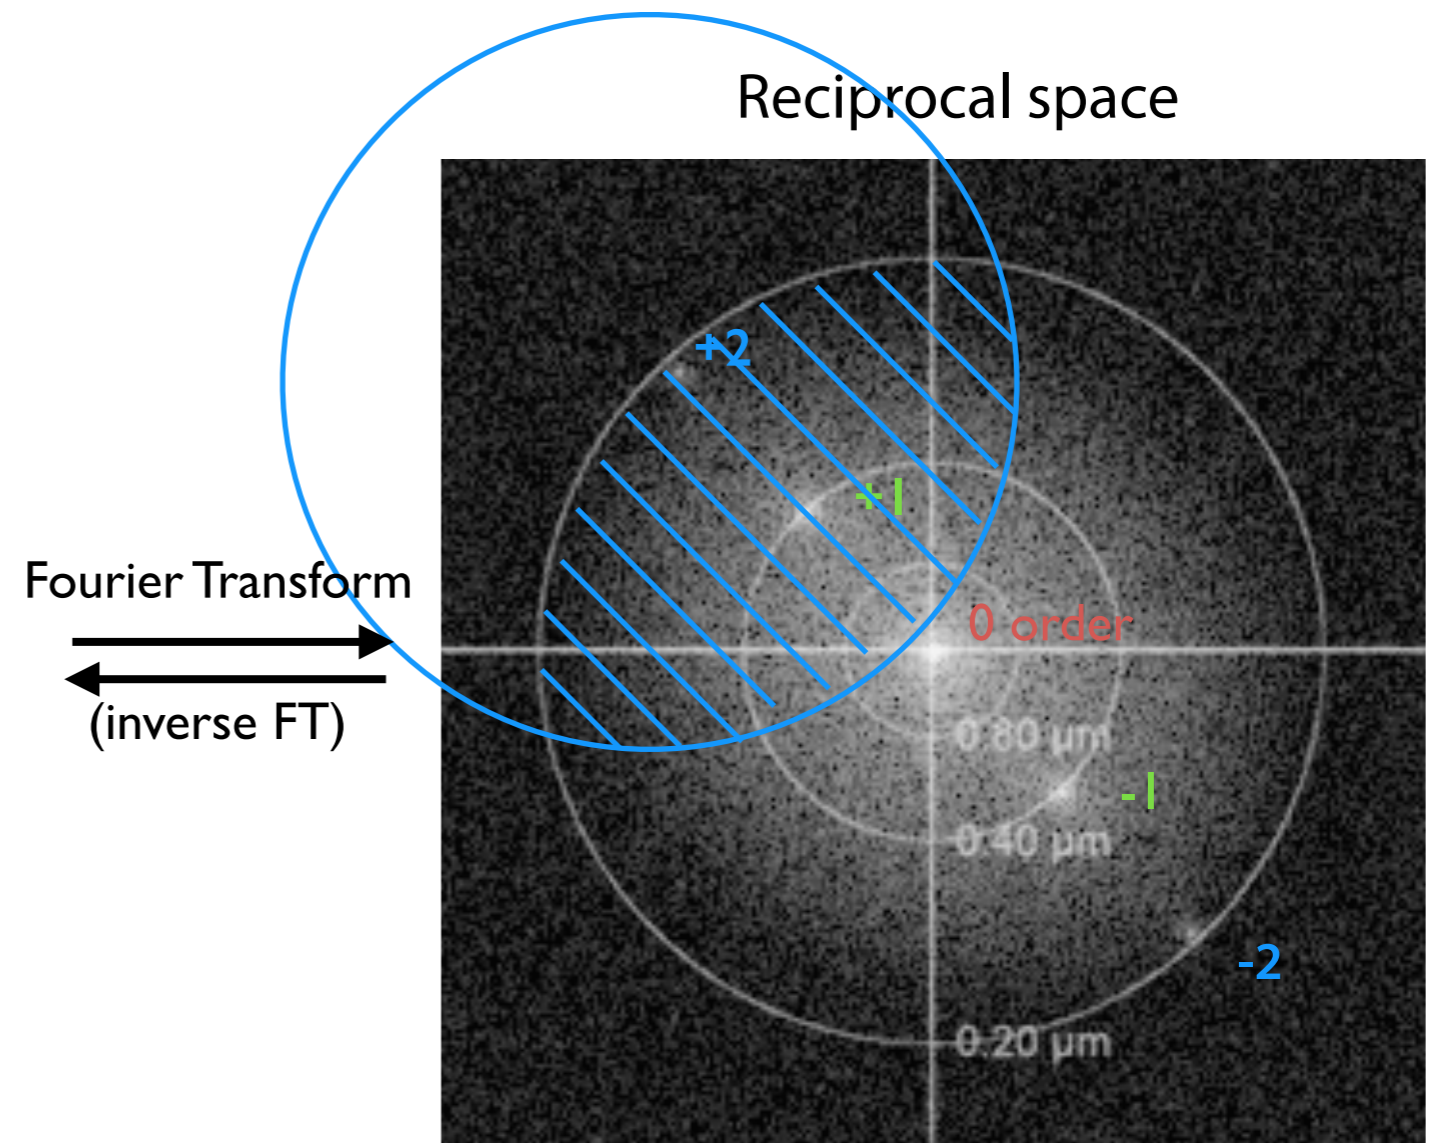 Reciprocal space
+2
+1
Fourier Transform
0 order
(inverse FT)
0.80 μm
-1
0.40 μm
-2
0.20 μm